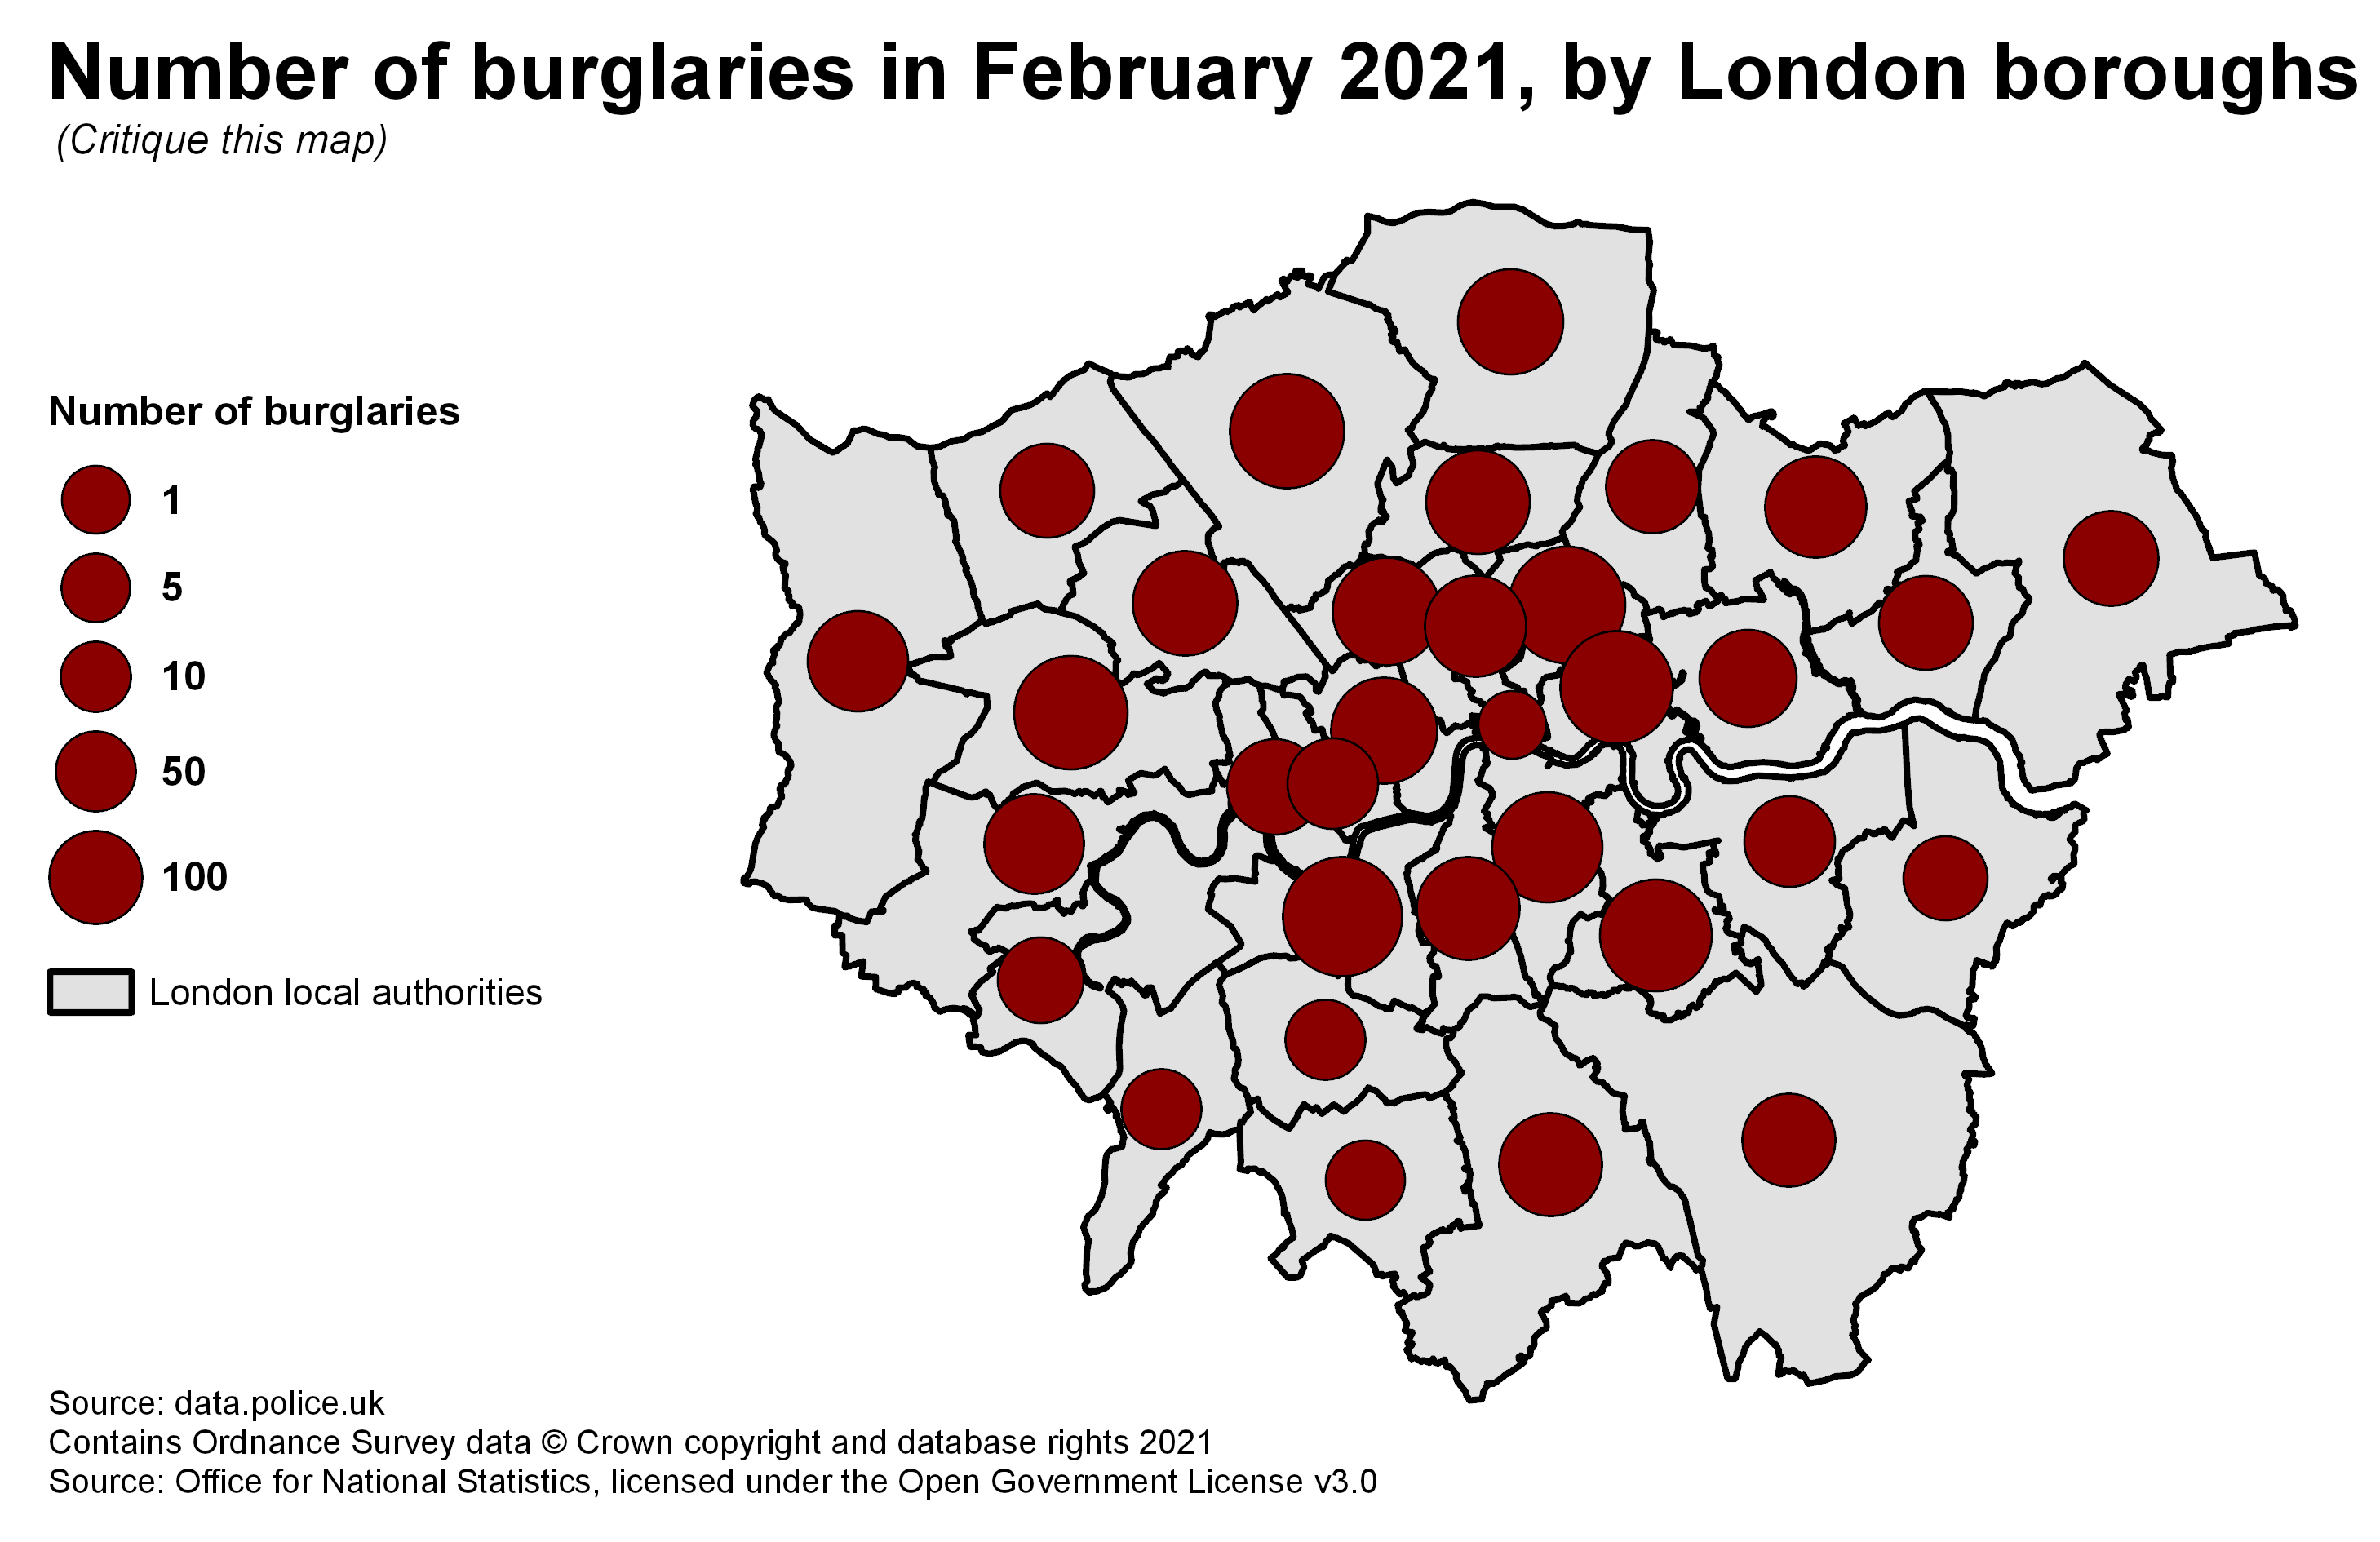 Number of burglaries in February 2021, by London boroughs
(Critique this map)
Number of burglaries
1
5
10
50
100
London local authorities
Source: data.police.uk
Contains Ordnance Survey data © Crown copyright and database rights 2021
Source: Office for National Statistics, licensed under the Open Government License v3.0